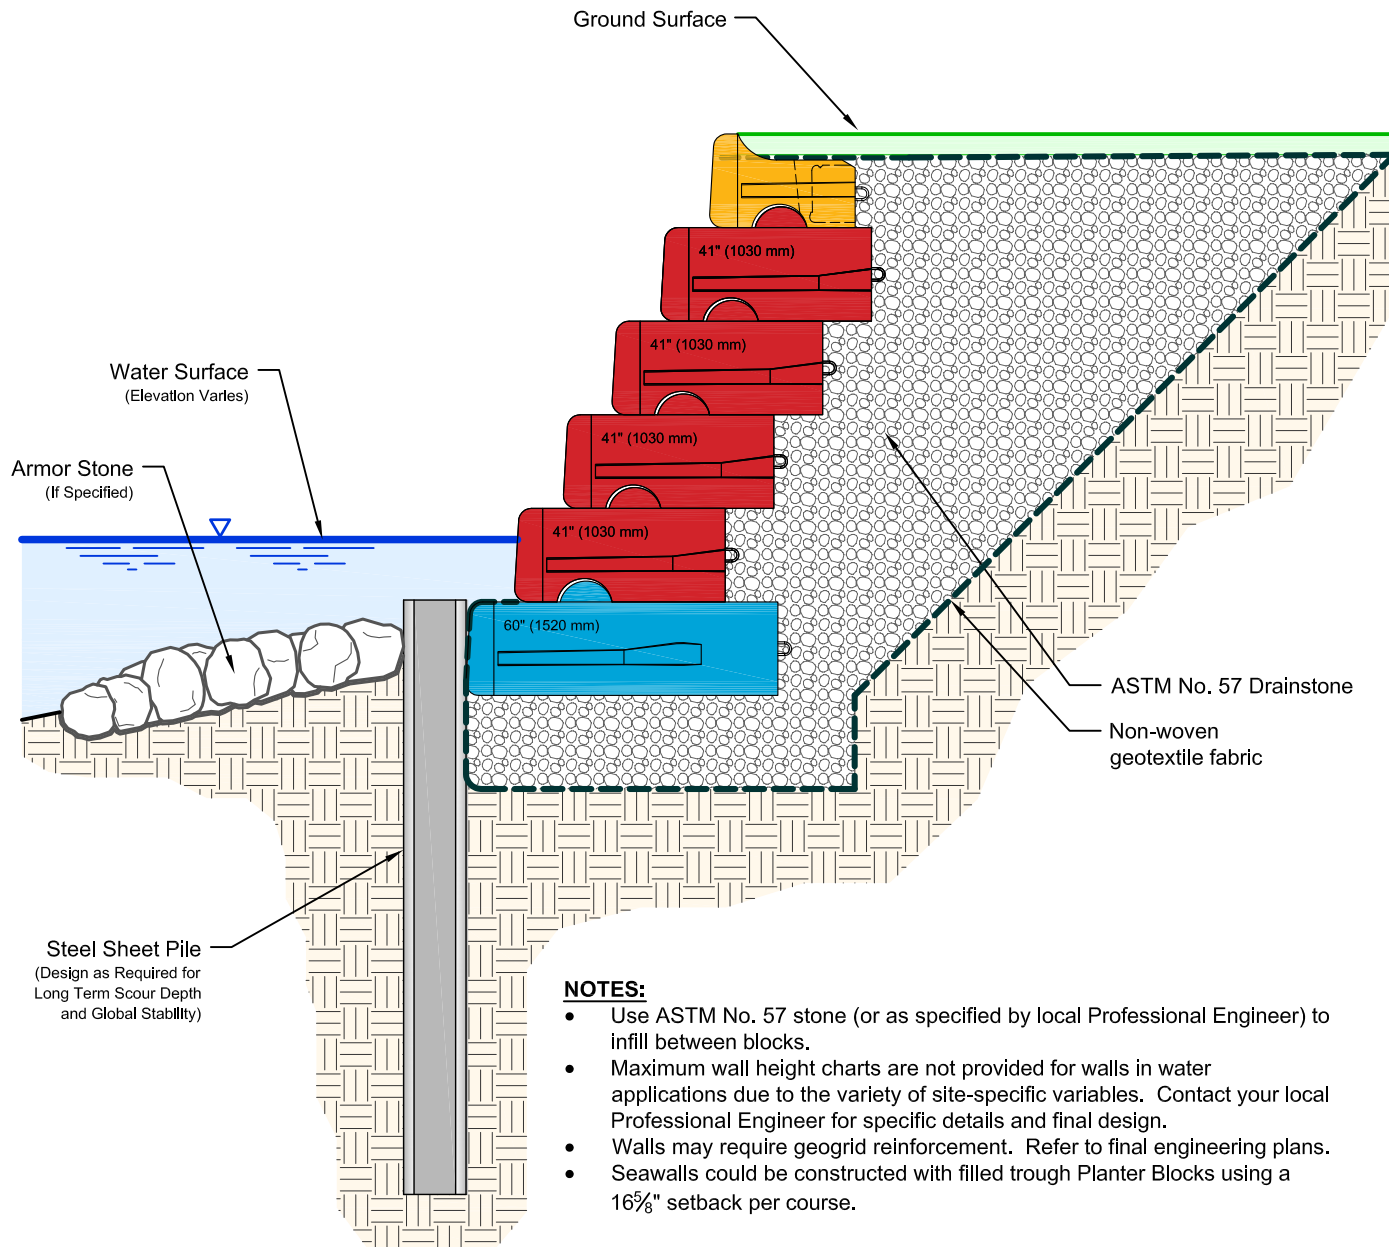 Ground Surface
41" (1030 mm)
41" (1030 mm)
Water Surface
(Elevation Varies)
41" (1030 mm)
Armor Stone
(If Specified)
41" (1030 mm)
60" (1520 mm)
ASTM No. 57 Drainstone
Non-woven
geotextile fabric
Steel Sheet Pile
(Design as Required for
Long Term Scour Depth
and Global Stability)
NOTES:
• Use ASTM No. 57 stone (or as specified by local Professional Engineer) to
infill between blocks.
• Maximum wall height charts are not provided for walls in water
applications due to the variety of site-specific variables. Contact your local
Professional Engineer for specific details and final design.
• Walls may require geogrid reinforcement. Refer to final engineering plans.
• Seawalls could be constructed with filled trough Planter Blocks using a
16⅝" setback per course.